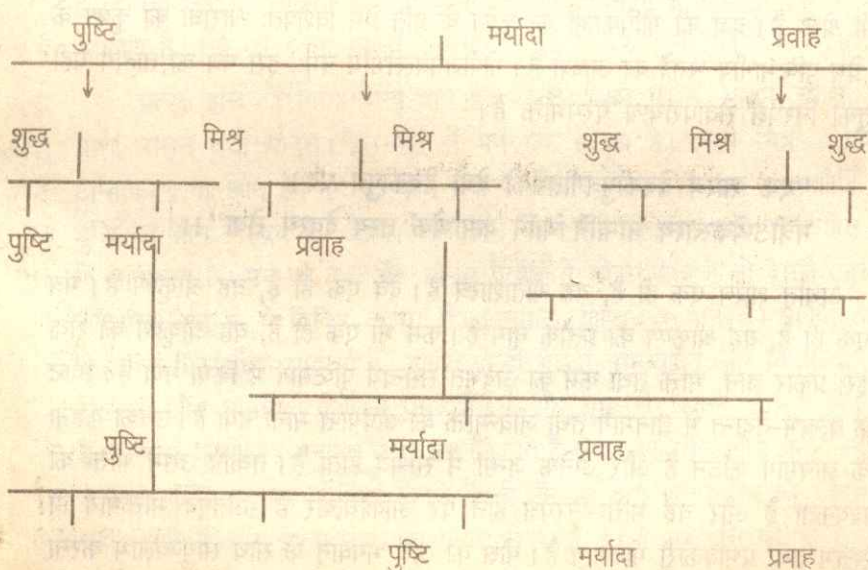 पुष्टि मर्यादा प्रवाह
शुद्ध मिश्र मिश्र शुद्ध मिश्र शुद्ध
पुष्टि मर्यादा प्रवाह
पुष्टि मर्यादा प्रवाह
पुष्टि मर्यादा प्रवाह